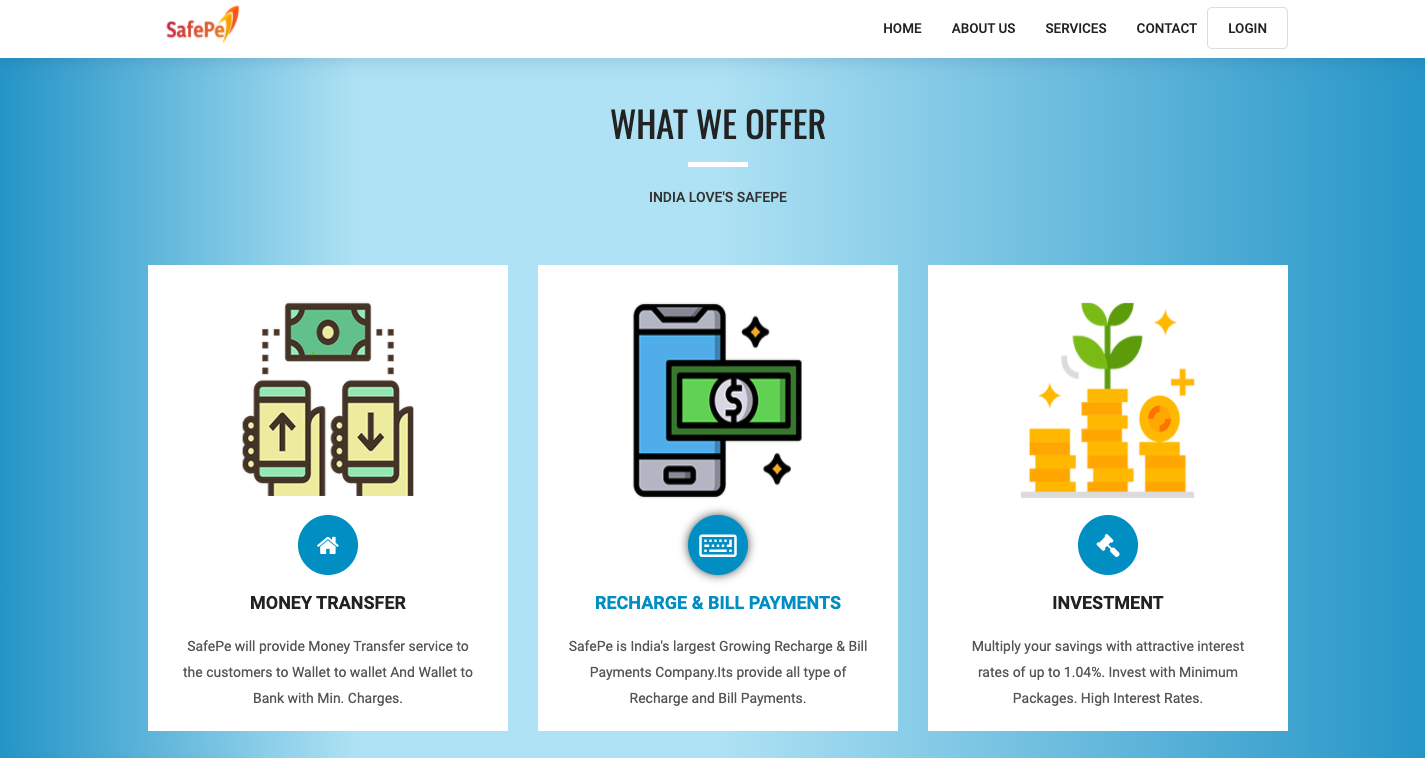 SafePe
HOME ABOUT US SERVICES CONTACT LOGIN
WHAT WE OFFER
INDIA LOVE'S SAFEPE
$
MONEY TRANSFER
SafePe will provide Money Transfer service to
the customers to Wallet to wallet And Wallet to
Bank with Min. Charges.
RECHARGE & BILL PAYMENTS
SafePe is India's largest Growing Recharge & Bill
Payments Company.Its provide all type of
Recharge and Bill Payments.
INVESTMENT
Multiply your savings with attractive interest
rates of up to 1.04%. Invest with Minimum
Packages. High Interest Rates.